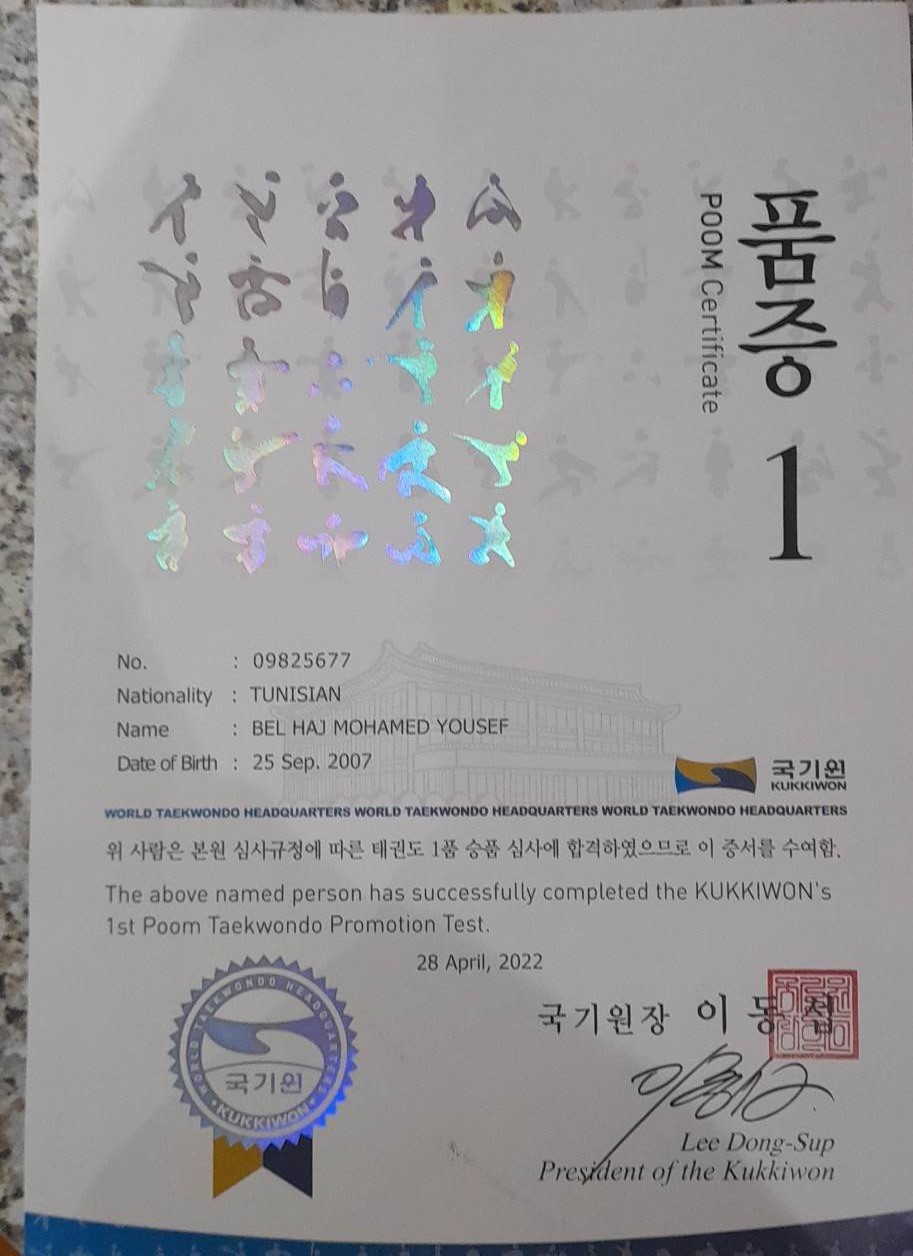 품증 1
POOM Certificate
No. : 09825677
Nationality : TUNISIAN
Name : BEL HAJ MOHAMED YOUSEF
Date of Birth : 25 Sep. 2007
국기원
KUKKIWON
WORLD TAEKWONDO HEADQUARTERS WORLD TAEKWONDO HEADQUARTERS WORLD TAEKWONDO HEADQUARTERS
위 사람은 본원 심사규정에 따른 태권도 1품 승품 심사에 합격하였으므로 이 증서를 수여함.
The above named person has successfully completed the KUKKIWON's
1st Poom Taekwondo Promotion Test.
28 April, 2022
WORLD TAEKWONDO HEADQUARTERS
국기원
•KUKKIWON•
국기원장 이 동 섭
Lee Dong-Sup
President of the Kukkiwon